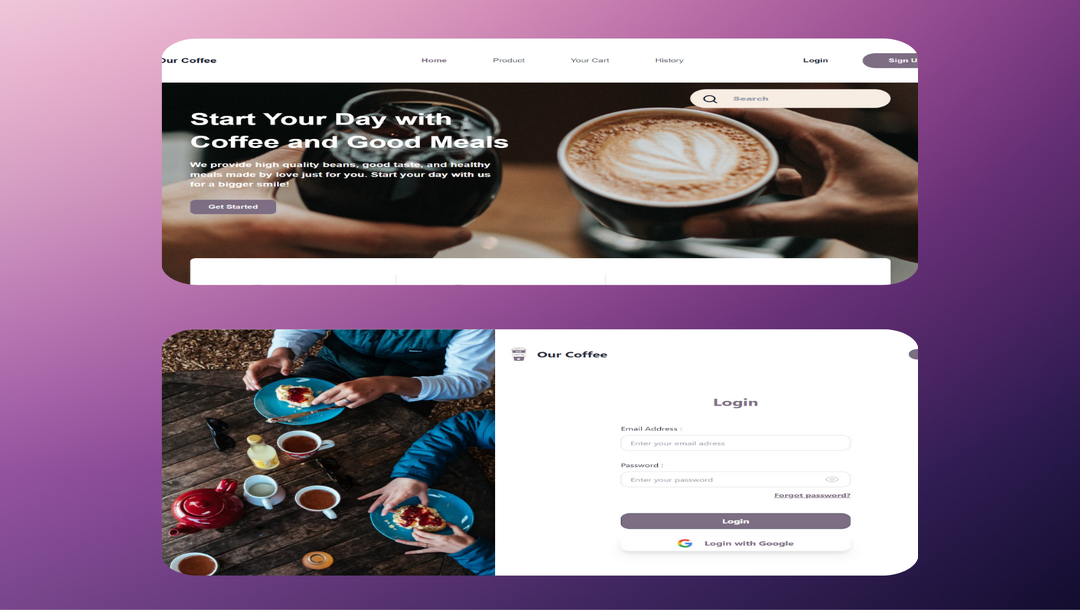 Our Coffee
Home
Product
Your Cart
History
Login
Sign U
Search
Start Your Day with
Coffee and Good Meals
We provide high quality beans, good taste, and healthy
meals made by love just for you. Start your day with us
for a bigger smile!
Get Started
Our Coffee
Login
Email Address :
Enter your email adress
Password :
Enter your password
Forgot password?
Login
Login with Google